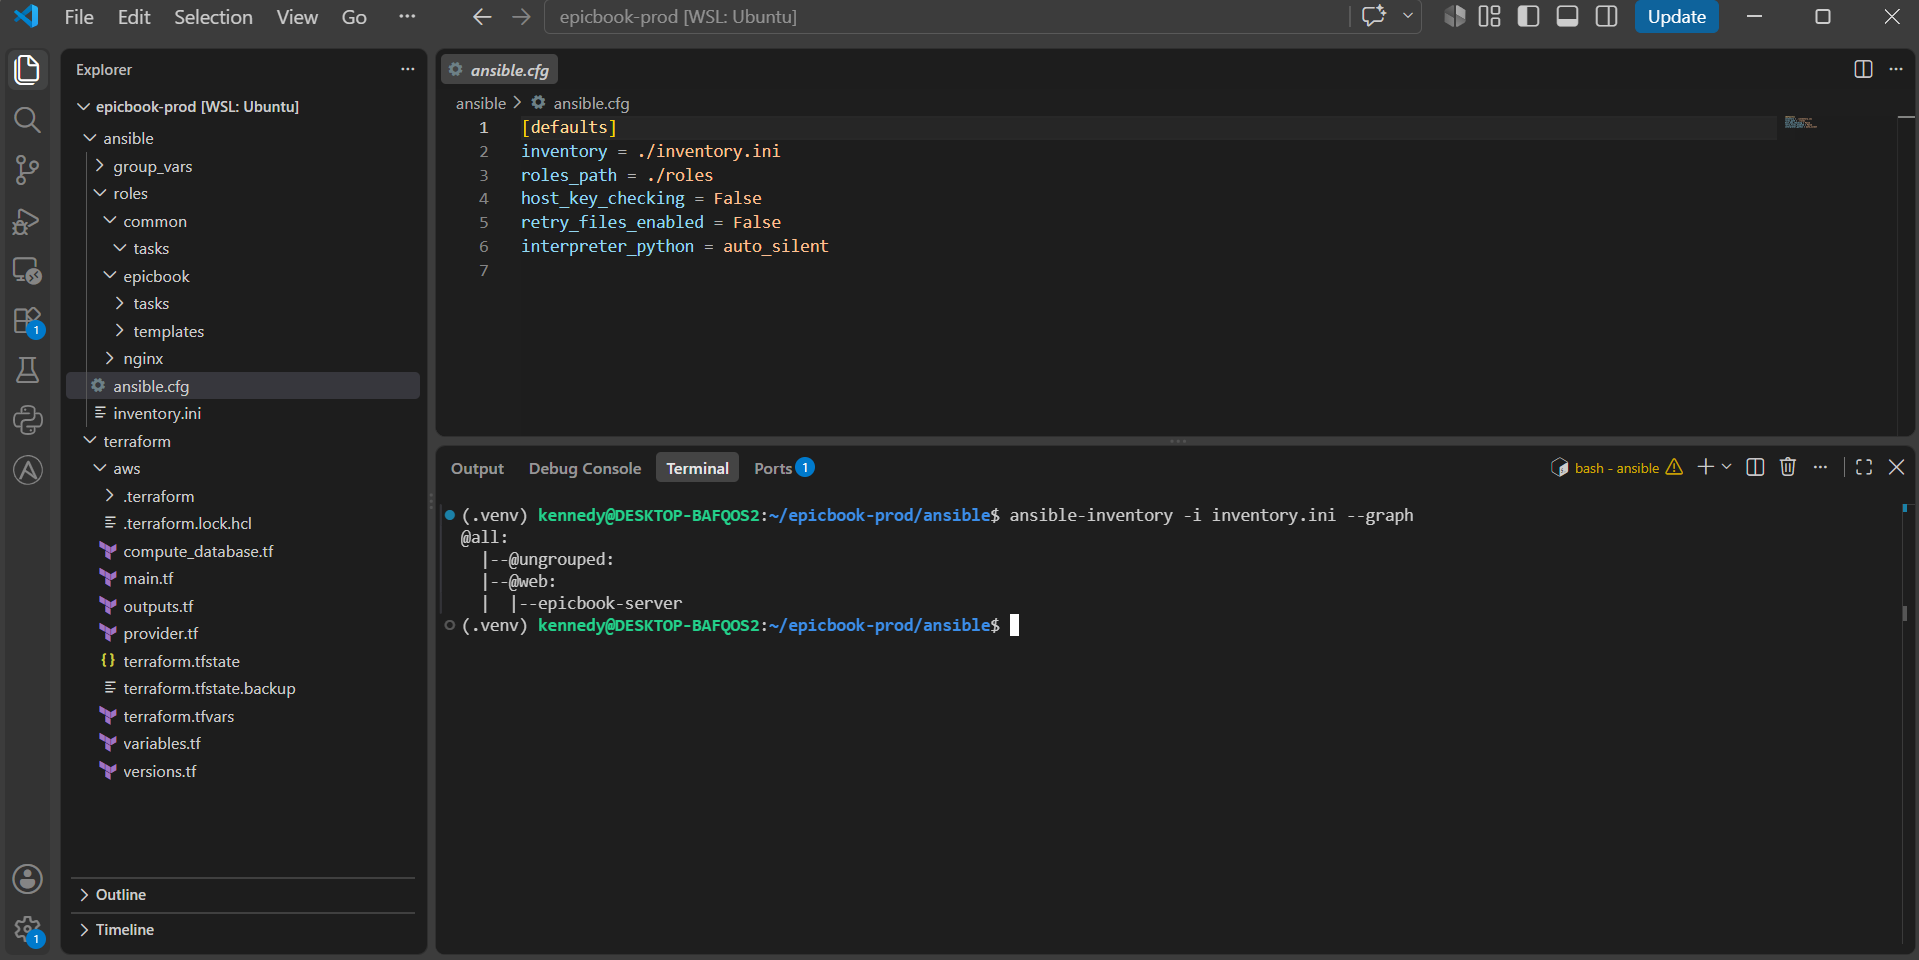 File Edit Selection View Go ··· epicbook-prod [WSL: Ubuntu] Update
Explorer ···
epicbook-prod [WSL: Ubuntu]
ansible
group_vars
roles
common
tasks
epicbook
tasks
templates
nginx
ansible.cfg
inventory.ini
terraform
aws
.terraform
.terraform.lock.hcl
compute_database.tf
main.tf
outputs.tf
provider.tf
{} terraform.tfstate
terraform.tfstate.backup
terraform.tfvars
variables.tf
versions.tf
Outline
Timeline
1
1
ansible.cfg
ansible > ansible.cfg
1 [defaults]
2 inventory = ./inventory.ini
3 roles_path = ./roles
4 host_key_checking = False
5 retry_files_enabled = False
6 interpreter_python = auto_silent
7
Output Debug Console Terminal Ports 1 bash - ansible
(.venv) kennedy@DESKTOP-BAFQOS2:~/epicbook-prod/ansible$ ansible-inventory -i inventory.ini --graph
@all:
  |--@ungrouped:
  |--@web:
  |  |--epicbook-server
(.venv) kennedy@DESKTOP-BAFQOS2:~/epicbook-prod/ansible$